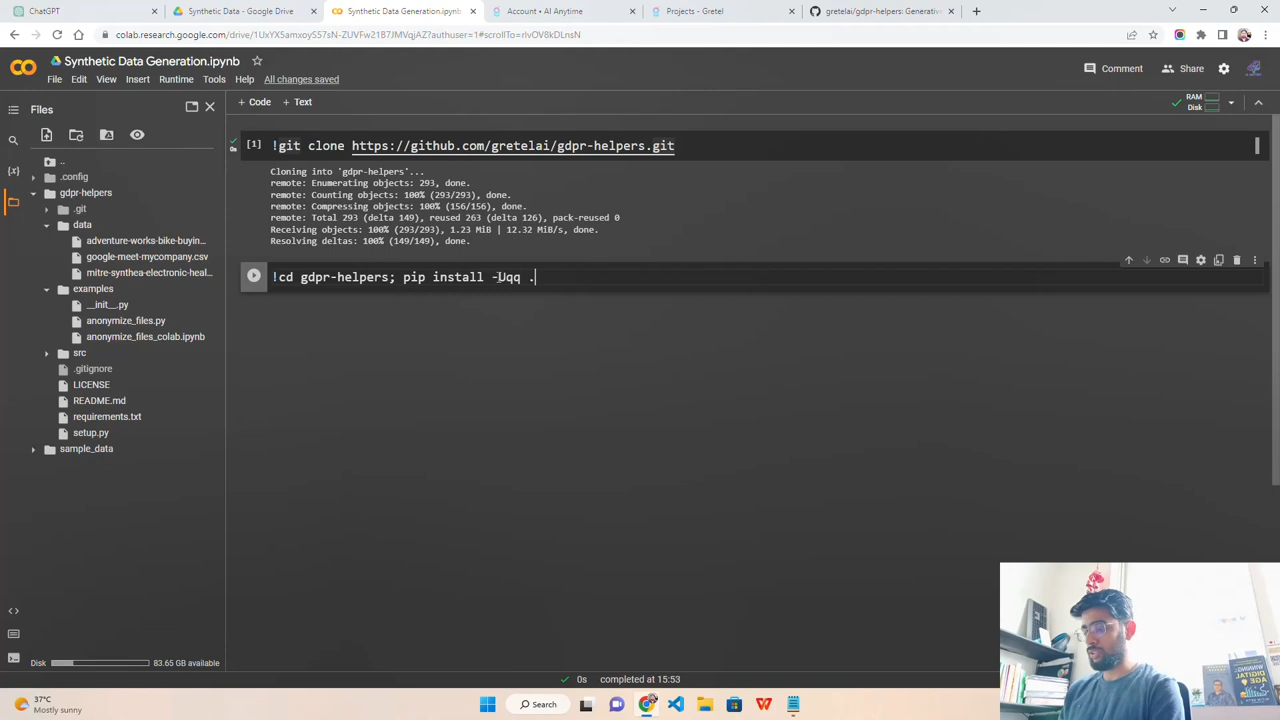 ChatGPT
Synthetic Data - Google Drive
Synthetic Data Generation.ipynb
Account • AI Anytime
Projects - Gretel
gretelai/gdpr-helpers: Generativ
colab.research.google.com/drive/1UxYX5amxoyS57sN-ZUVFw21B7JMVqjAZ?authuser=1#scrollTo=rivOV8kDLnsN
Synthetic Data Generation.ipynb
File Edit View Insert Runtime Tools Help All changes saved
Comment
Share
Files
+ Code + Text
RAM
Disk
..
.config
gdpr-helpers
.git
data
adventure-works-bike-buyin...
google-meet-mycompany.csv
mitre-synthea-electronic-heal...
examples
__init__.py
anonymize_files.py
anonymize_files_colab.ipynb
src
.gitignore
LICENSE
README.md
requirements.txt
setup.py
sample_data
[1] !git clone https://github.com/gretelai/gdpr-helpers.git
0s
Cloning into 'gdpr-helpers'...
remote: Enumerating objects: 293, done.
remote: Counting objects: 100% (293/293), done.
remote: Compressing objects: 100% (156/156), done.
remote: Total 293 (delta 149), reused 263 (delta 126), pack-reused 0
Receiving objects: 100% (293/293), 1.23 MiB | 12.32 MiB/s, done.
Resolving deltas: 100% (149/149), done.
!cd gdpr-helpers; pip install -Uqq .
Disk 83.65 GB available
0s completed at 15:53
WINNING
DIGITAL
AGE
37°C
Mostly sunny
Search